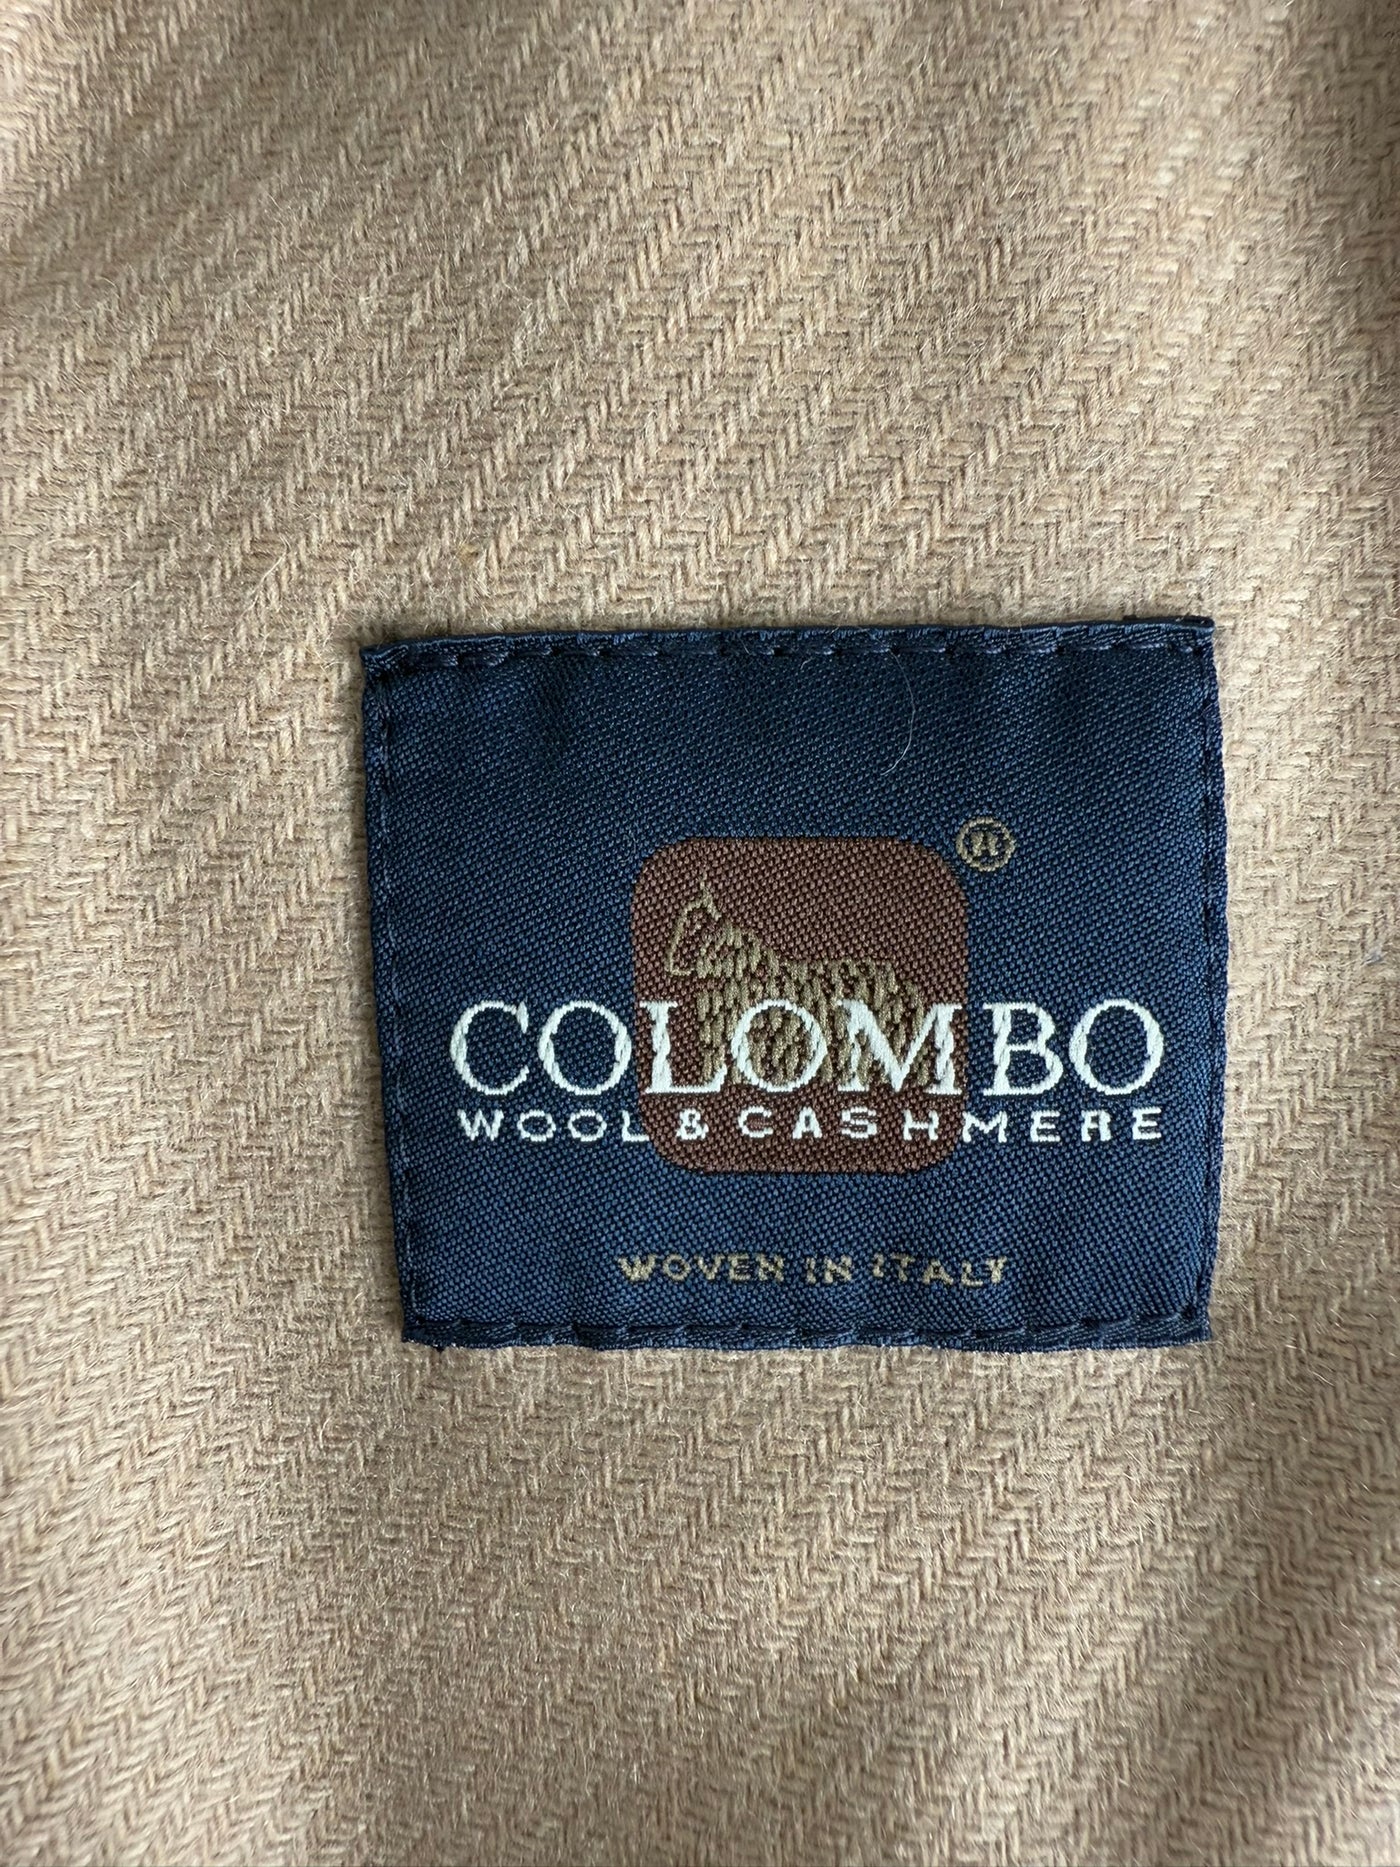 ®
COLOMBO
WOOL & CASHMERE
WOVEN IN ITALY